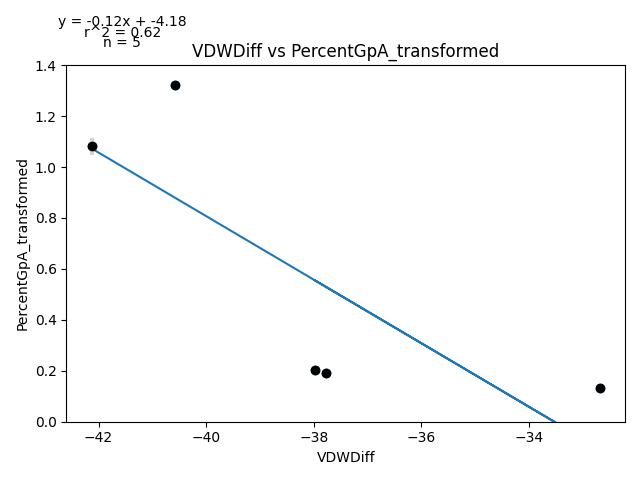 y = -0.12x + -4.18
r^2 = 0.62
n = 5
VDWDiff vs PercentGpA_transformed
1.4
1.2
1.0
0.8
0.6
0.4
0.2
0.0
PercentGpA_transformed
−42 −40 −38 −36 −34
VDWDiff